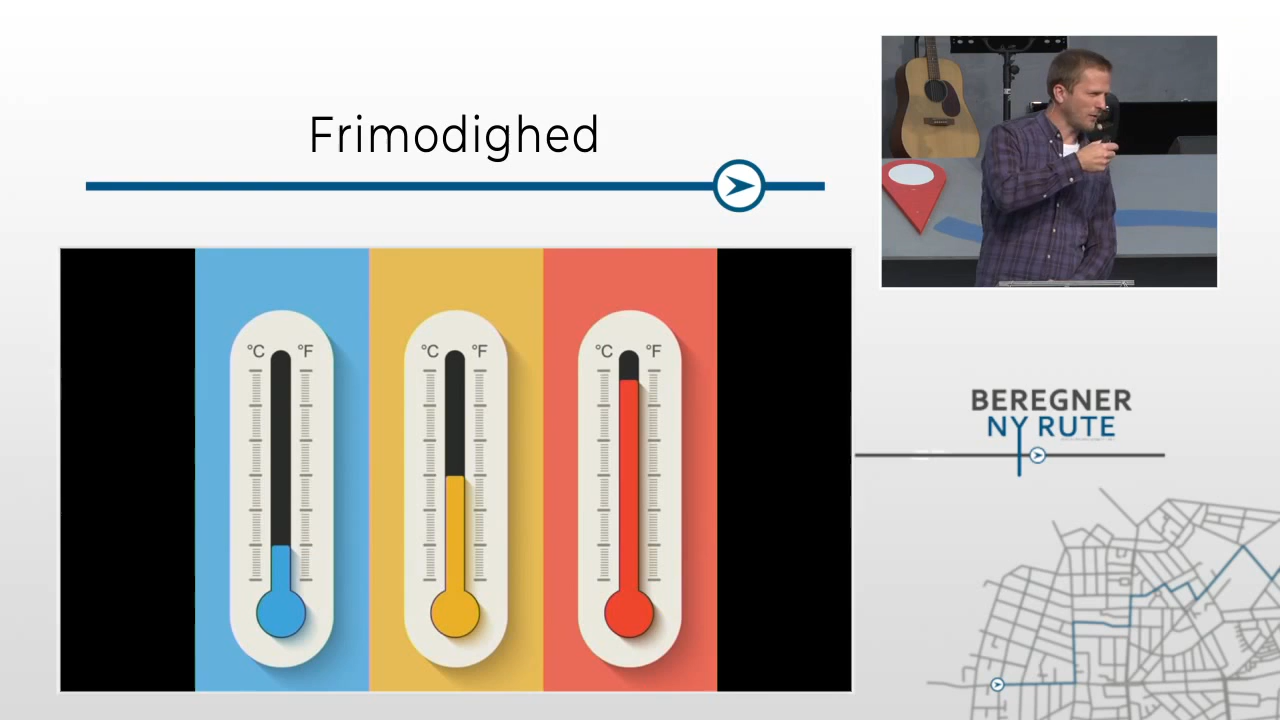 Frimodighed
°C °F
°C °F
°C °F
BEREGNER
NY RUTE